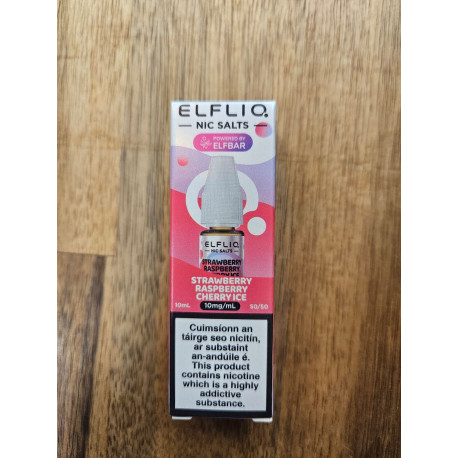 ELFLIQ
NIC SALTS
POWERED BY
ELFBAR
ELFLIQ
NIC SALTS
STRAWBERRY
RASPBERRY
CHERRY ICE
STRAWBERRY
RASPBERRY
CHERRY ICE
10mL 10mg/mL 50/50
Cuimsíonn an
táirge seo nicitín,
ar substaint
an-andúile é.
This product
contains nicotine
which is a highly
addictive
substance.